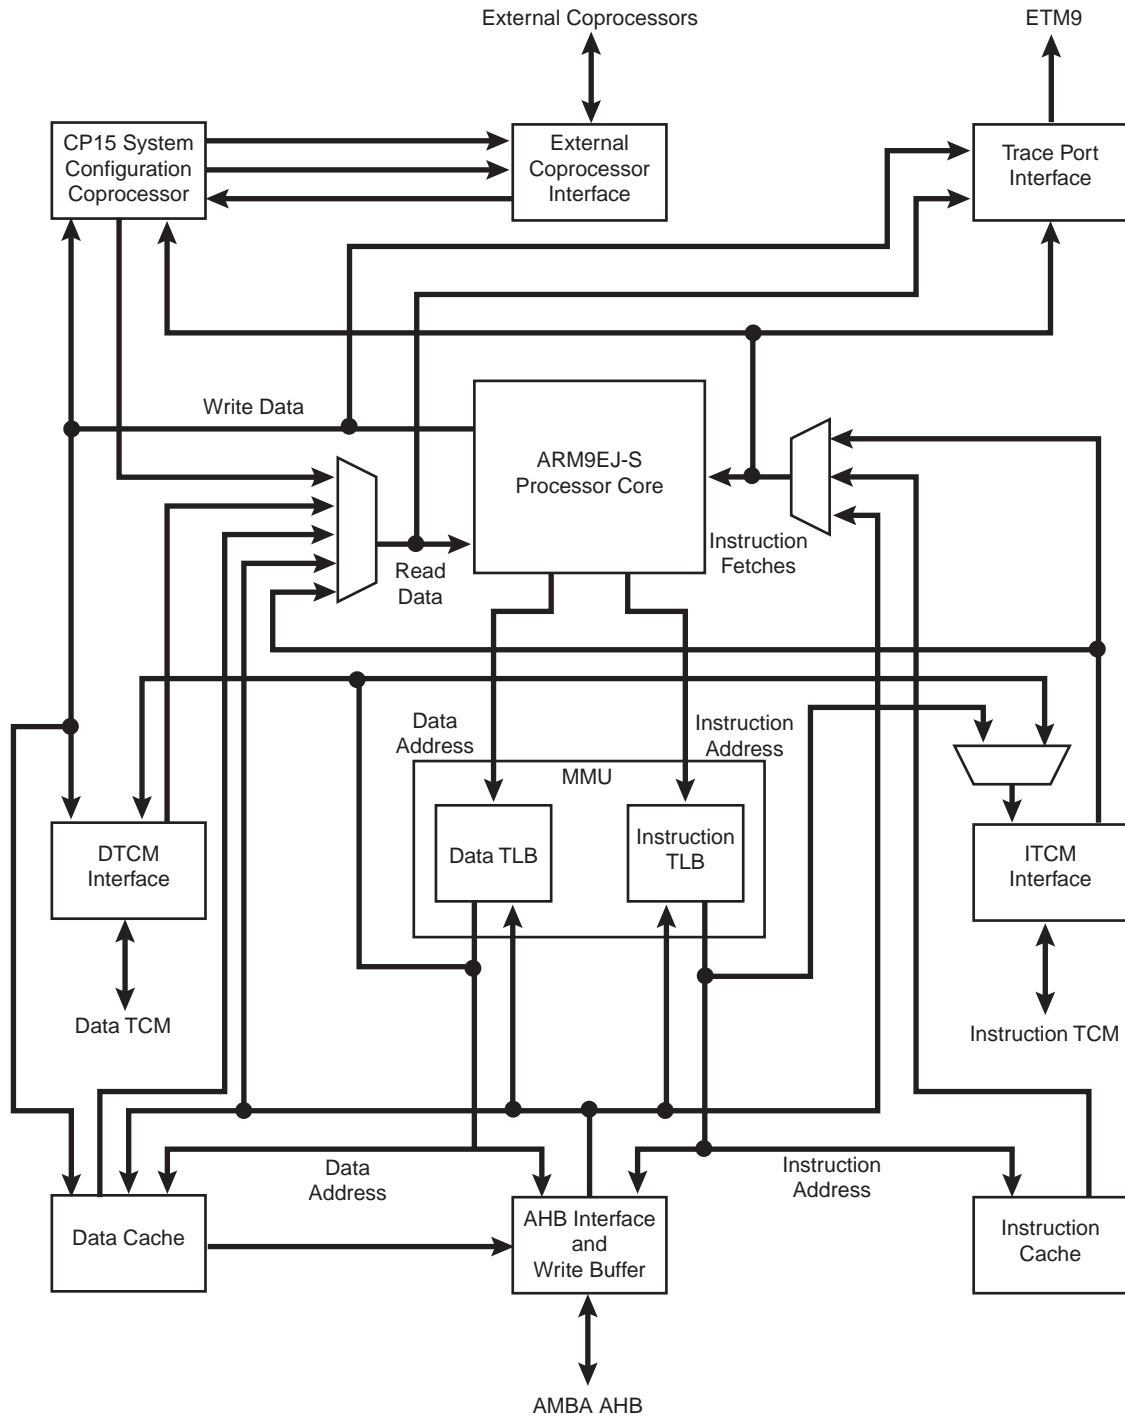 External Coprocessors
ETM9
CP15 System
Configuration
Coprocessor
External
Coprocessor
Interface
Trace Port
Interface
Write Data
ARM9EJ-S
Processor Core
Instruction
Fetches
Read
Data
Data
Address
Instruction
Address
MMU
DTCM
Interface
Data TLB
Instruction
TLB
ITCM
Interface
Data TCM
Instruction TCM
Data
Address
Instruction
Address
Data Cache
AHB Interface
and
Write Buffer
Instruction
Cache
AMBA AHB